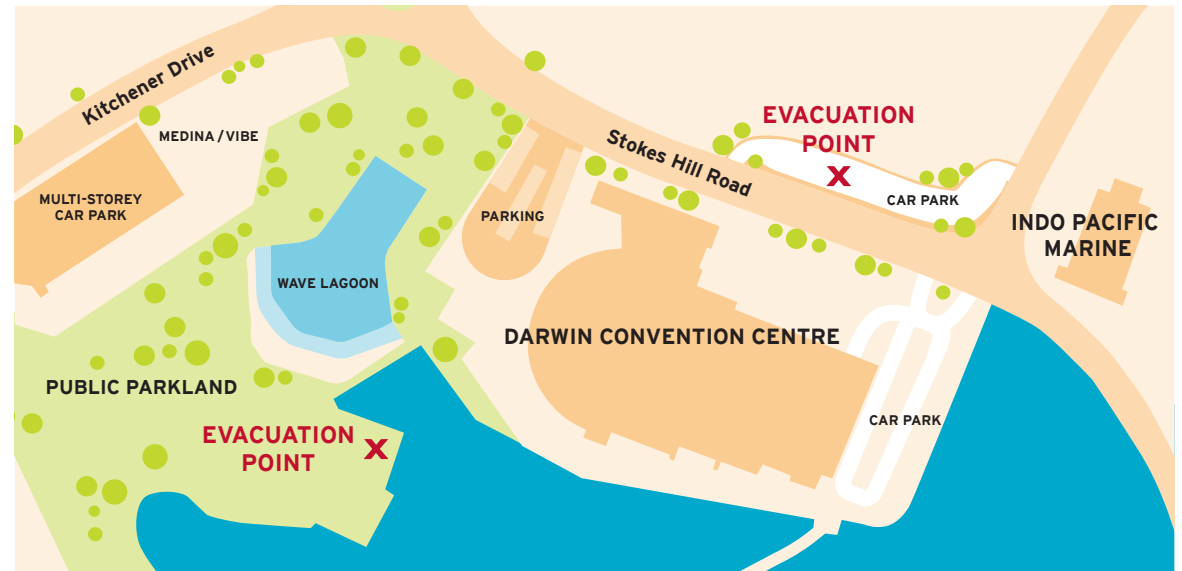 Kitchener Drive
MEDINA / VIBE
MULTI-STOREY
CAR PARK
EVACUATION
POINT
X
Stokes Hill Road
CAR PARK
PARKING
INDO PACIFIC
MARINE
WAVE LAGOON
DARWIN CONVENTION CENTRE
PUBLIC PARKLAND
CAR PARK
EVACUATION
POINT
X